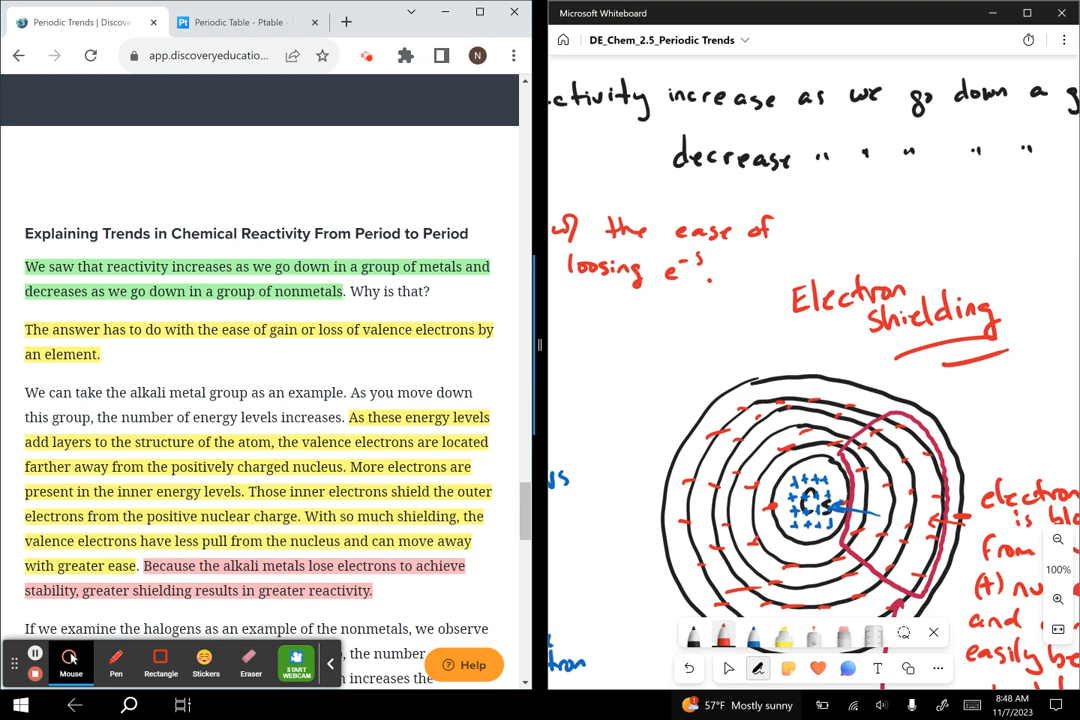 Periodic Trends | Discov
Periodic Table - Ptable -
app.discoveryeducatio...
N
Explaining Trends in Chemical Reactivity From Period to Period
We saw that reactivity increases as we go down in a group of metals and
decreases as we go down in a group of nonmetals. Why is that?
The answer has to do with the ease of gain or loss of valence electrons by
an element.
We can take the alkali metal group as an example. As you move down
this group, the number of energy levels increases. As these energy levels
add layers to the structure of the atom, the valence electrons are located
farther away from the positively charged nucleus. More electrons are
present in the inner energy levels. Those inner electrons shield the outer
electrons from the positive nuclear charge. With so much shielding, the
valence electrons have less pull from the nucleus and can move away
with greater ease. Because the alkali metals lose electrons to achieve
stability, greater shielding results in greater reactivity.
If we examine the halogens as an example of the nonmetals, we observe
, the number
n increases the
Mouse
Pen
Rectangle
Stickers
Eraser
START
WEBCAM
Help
Microsoft Whiteboard
DE_Chem_2.5_Periodic Trends
ctivity increase as we go down a g
decrease " " " " "
w) the ease of
loosing e-s.
Electron
shielding
Cs
electron
is blo
from
(+) nu
and
easily be
100%
57°F Mostly sunny
8:48 AM
11/7/2023